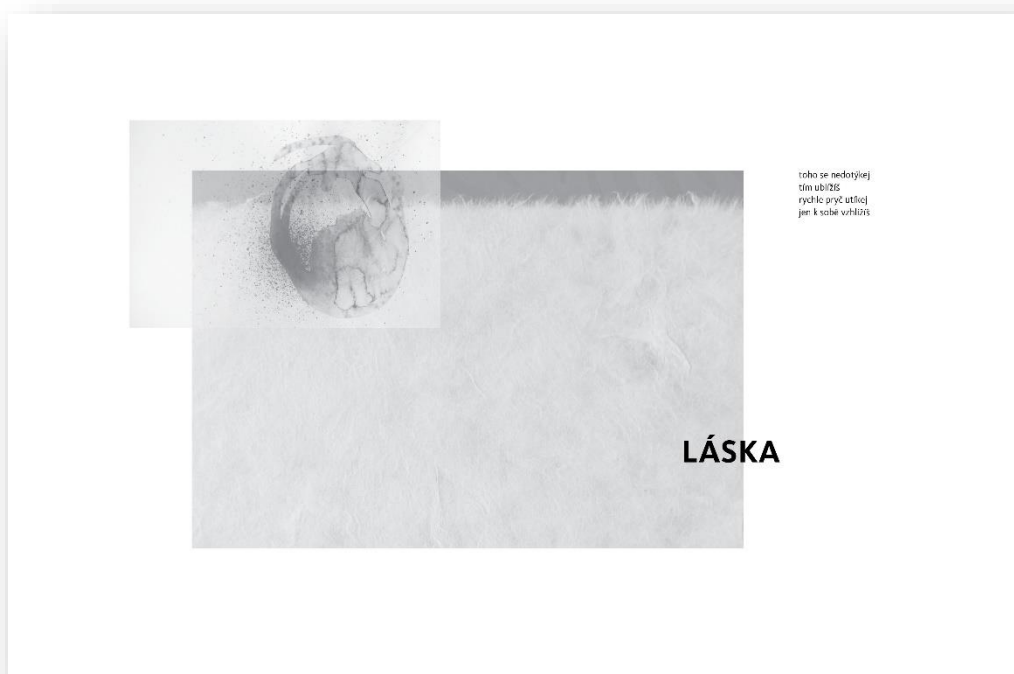 toho se nedotýkej
tím ublížíš
rychle pryč utíkej
jen k sobě vzhlížíš
LÁSKA